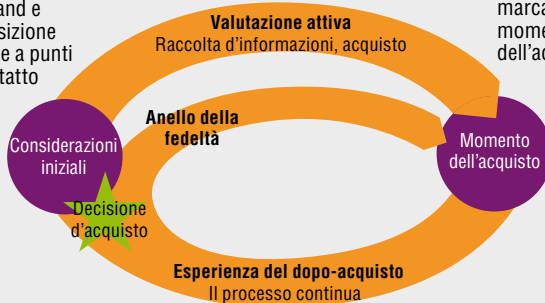 and e
sizione
e a punti
tatto
Valutazione attiva
Raccolta d'informazioni, acquisto
marca
momen
dell'ac
Anello della
fedeltà
Considerazioni
iniziali
Momento
dell'acquisto
Decisione
d'acquisto
Esperienza del dopo-acquisto
Il processo continua